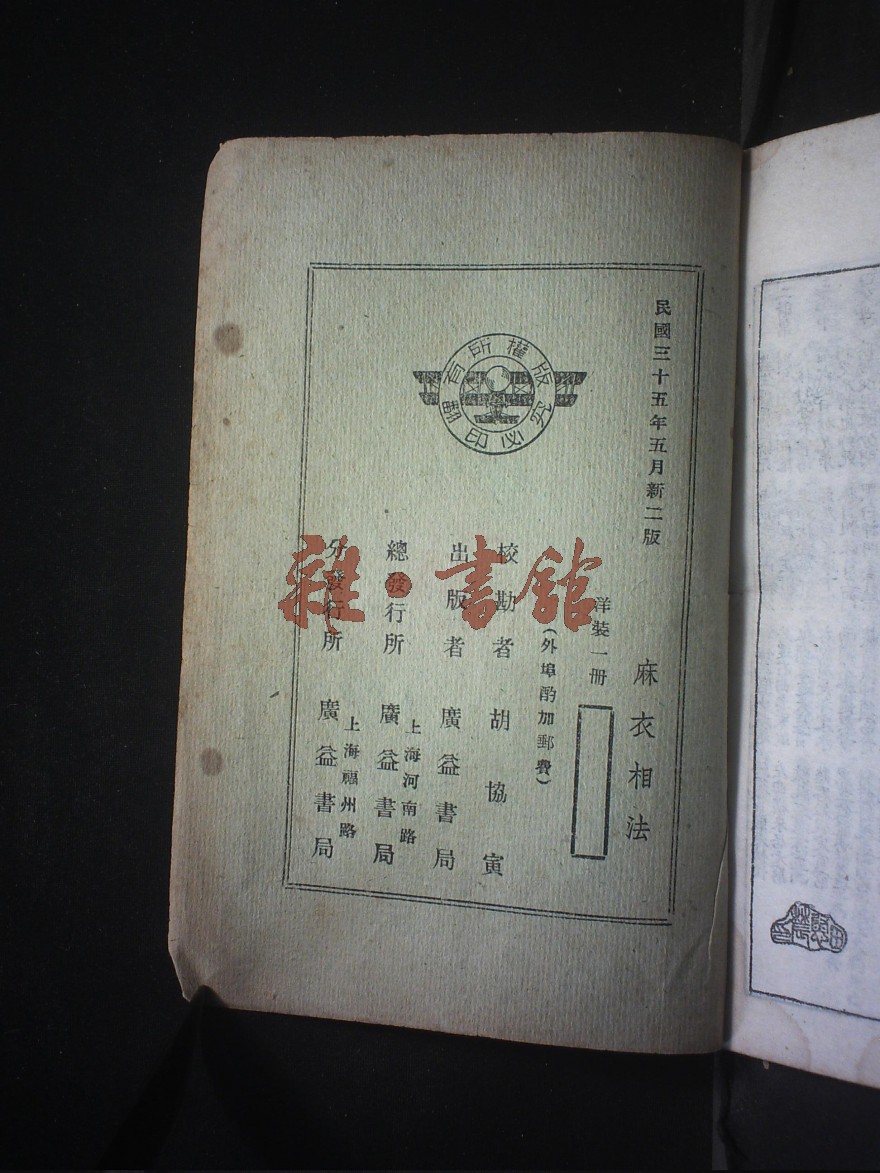 民國三十五年五月新二版
麻衣相法
洋裝一冊
(外埠酌加郵費)
校勘者 胡協寅
出版者 廣益書局
總發行所 上海河南路 廣益書局
分發行所 上海福州路 廣益書局
版權所有
翻印必究
雜·書館